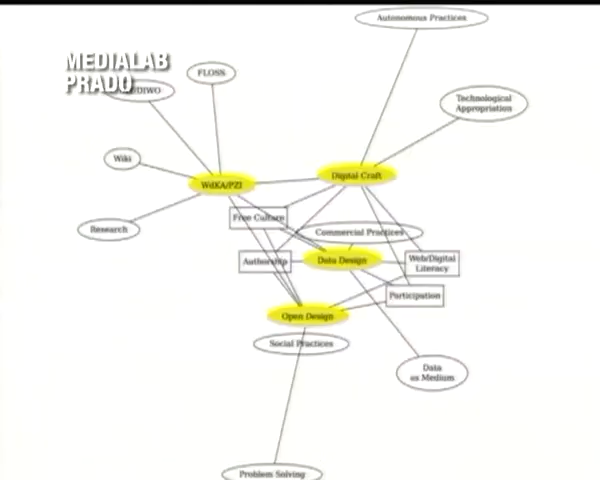 Autonomous Practices
MEDIALAB
PRADO
FLOSS
Technological
Appropriation
Wiki
WdKA/PZI
Digital Craft
Free Culture
Research
Commercial Practices
Authorship
Data Design
Web/Digital
Literacy
Participation
Open Design
Social Practices
Data
as Medium
Problem Solving